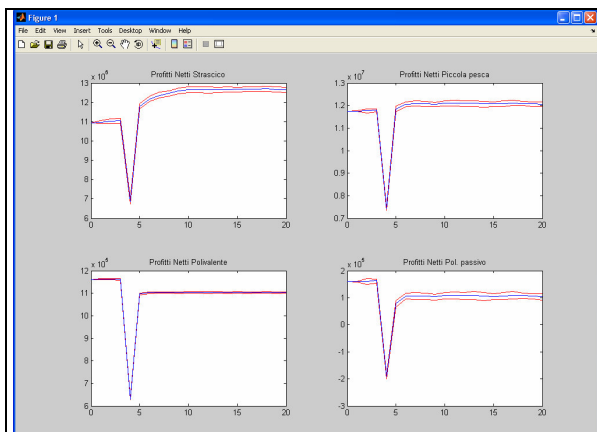 Figure 1
File Edit View Insert Tools Desktop Window Help
x 10^6
Profitti Netti Strascico
13
12
11
10
9
8
7
6
0 5 10 15 20
x 10^7
Profitti Netti Piccola pesca
1.3
1.2
1.1
1
0.9
0.8
0.7
0 5 10 15 20
x 10^5
Profitti Netti Polivalente
12
11
10
9
8
7
6
0 5 10 15 20
x 10^5
Profitti Netti Pol. passivo
2
1
0
-1
-2
-3
0 5 10 15 20